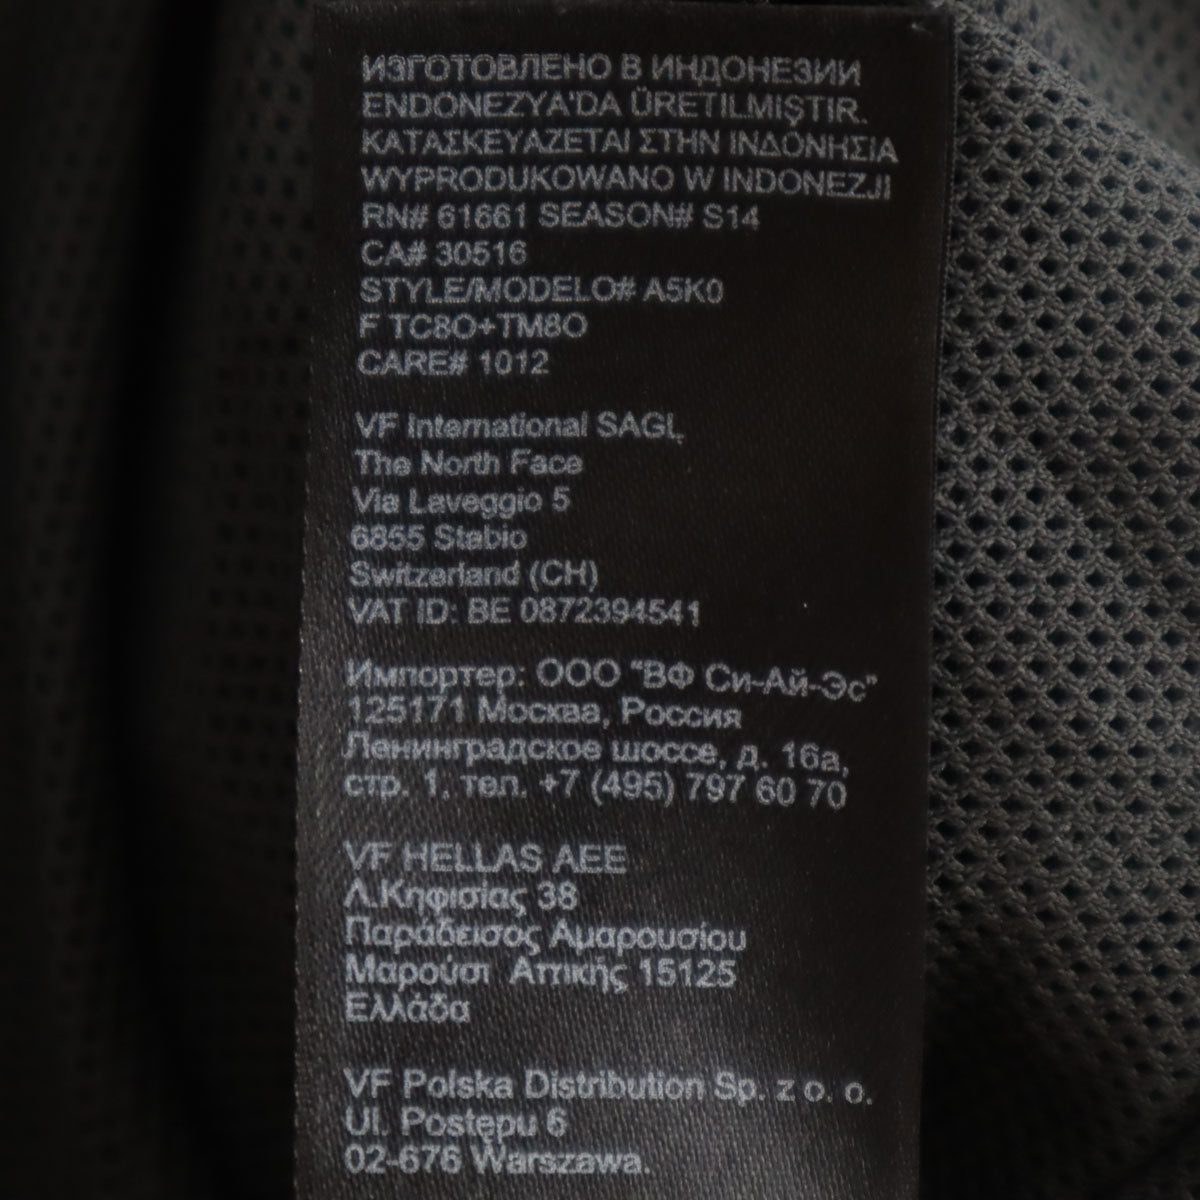 ИЗГОТОВЛЕНО В ИНДОНЕЗИИ
ENDONEZYA'DA ÜRETILMIŞTIR.
ΚΑΤΑΣΚΕΥΑΖΕΤΑΙ ΣΤΗΝ ΙΝΔΟΝΗΣΙΑ
WYPRODUKOWANO W INDONEZJI
RN# 61661 SEASON# S14
CA# 30516
STYLE/MODELO# A5K0
F TC8O+TM8O
CARE# 1012
VF International SAGL
The North Face
Via Laveggio 5
6855 Stabio
Switzerland (CH)
VAT ID: BE 0872394541
Импортер: ООО "ВФ Си-Ай-Эс"
125171 Москва, Россия
Ленинградское шоссе, д. 16а,
стр. 1, тел. +7 (495) 797 60 70
VF HELLAS AEE
Λ.Κηφισίας 38
Παράδεισος Αμαρουσίου
Μαρούσι Αττικής 15125
Ελλάδα
VF Polska Distribution Sp. z o. o.
Ul. Postępu 6
02-676 Warszawa.